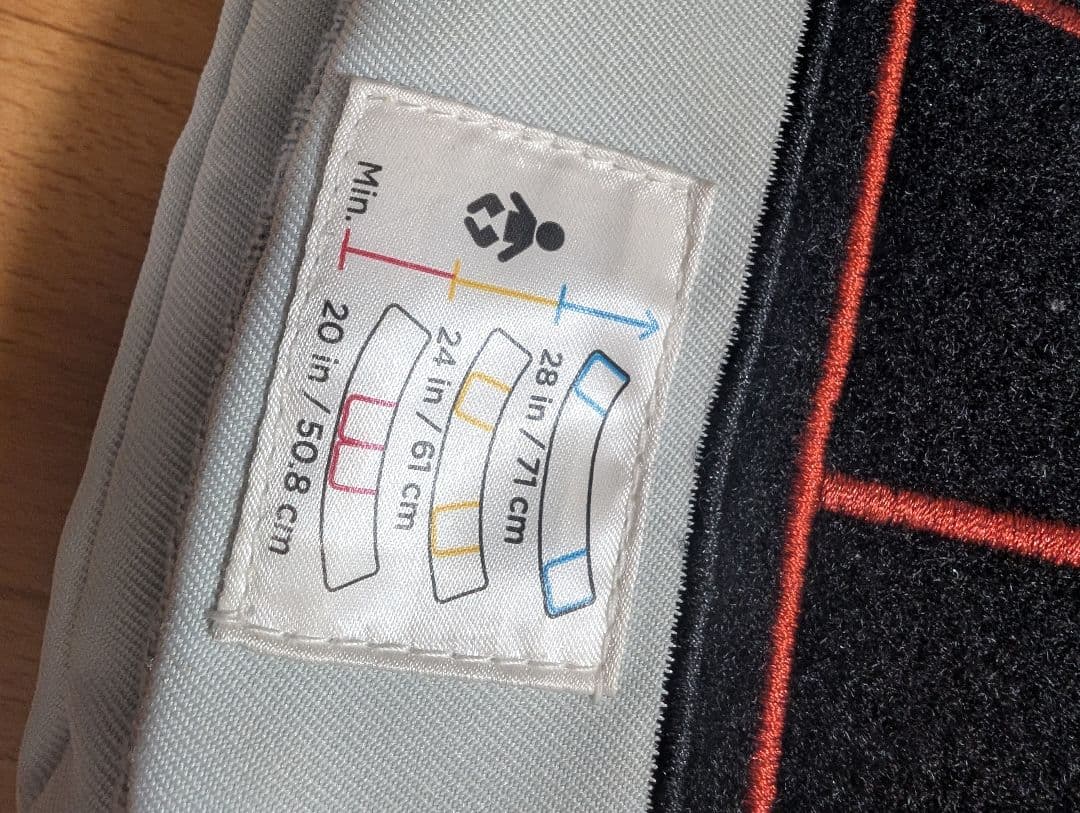 28 in / 71 cm
24 in / 61 cm
Min.
20 in / 50.8 cm